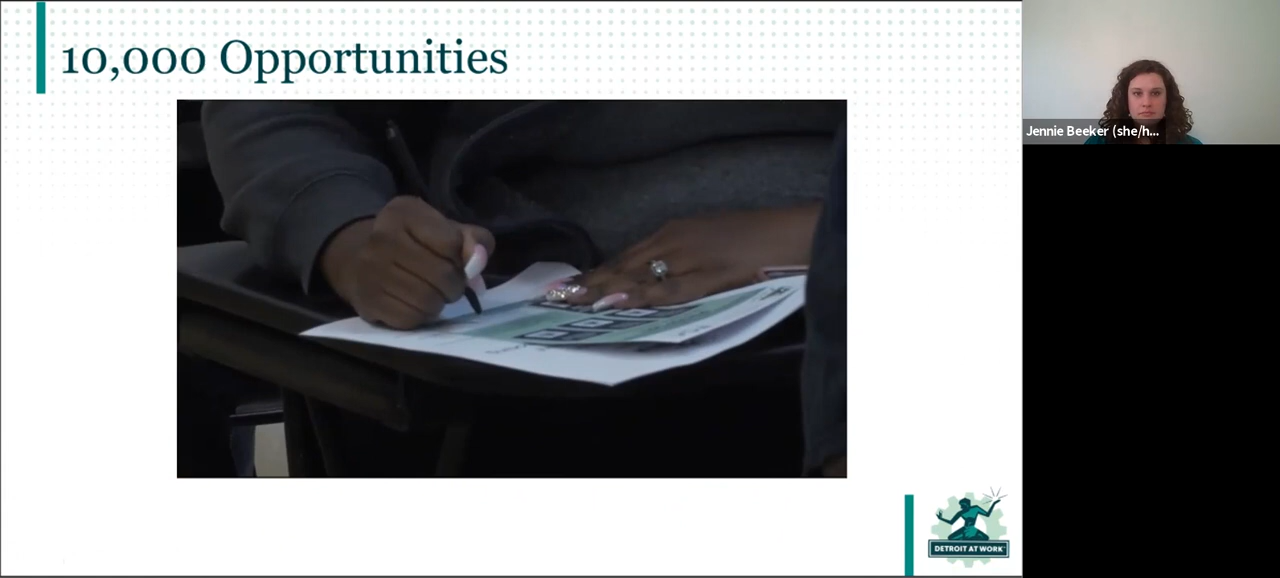 10,000 Opportunities
Jennie Beeker (she/h...
DETROIT AT WORK